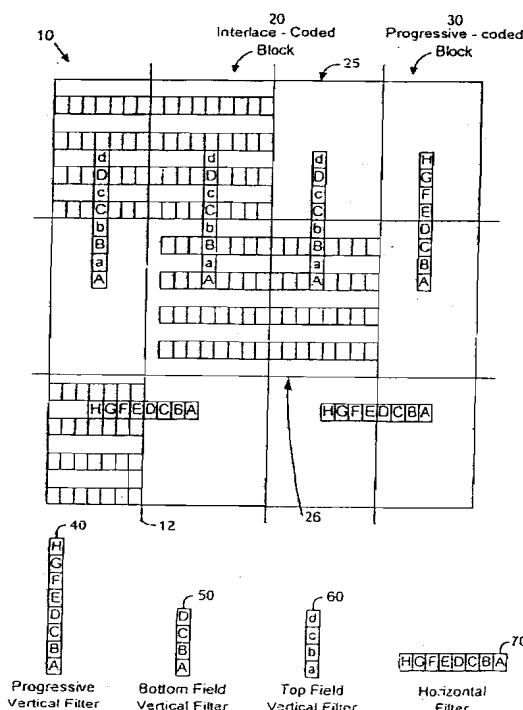 20 30
10 Interlace - Coded Progressive - coded
Block Block
25
d d d H
D D D G
c c c F
C C C E
b b b D
B B B C
a a a B
A A A A
HGFEDCBA HGFEDCBA
12 26
40
H
G
F
E
D
C
B
A
50
D
C
B
A
60
d
c
b
a
70
HGFEDCBA
Progressive Bottom Field Top Field Horizontal
Vertical Filter Vertical Filter Vertical Filter Filter